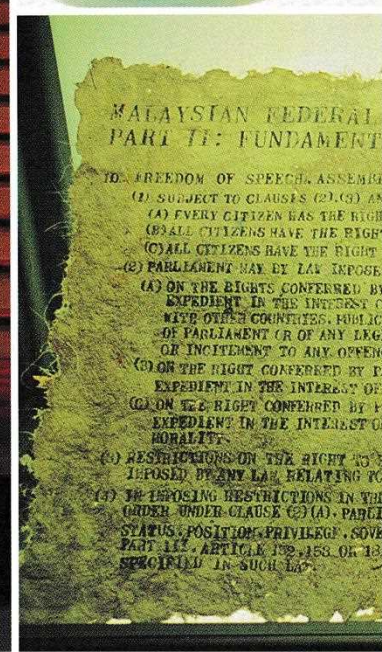 MALAYSIAN FEDERAL
PART II: FUNDAMENT
10. FREEDOM OF SPEECH, ASSEMB
(1) SUBJECT TO CLAUSES (2),(3) AN
(A) EVERY CITIZEN HAS THE RIGH
(B) ALL CITIZENS HAVE THE RIGH
(C) ALL CITIZENS HAVE THE RIGHT
(2) PARLIAMENT MAY BY LAW IMPOSE
(A) ON THE RIGHTS CONFERRED BY
EXPEDIENT IN THE INTEREST O
WITH OTHER COUNTRIES, PUBLIC
OF PARLIAMENT OR OF ANY LEG
OR INCITEMENT TO ANY OFFEN
(B) ON THE RIGHT CONFERRED BY P
EXPEDIENT IN THE INTEREST OF
(C) ON THE RIGHT CONFERRED BY P
EXPEDIENT IN THE INTEREST O
MORALITY.
(3) RESTRICTIONS ON THE RIGHT TO
IMPOSED BY ANY LAW RELATING TO
(4) IN IMPOSING RESTRICTIONS IN THE
ORDER UNDER CLAUSE (2)(A), PARLI
STATUS, POSITION, PRIVILEGE, SOVE
PART III, ARTICLE 152, 153 OR 18
SPECIFIED IN SUCH LAW.